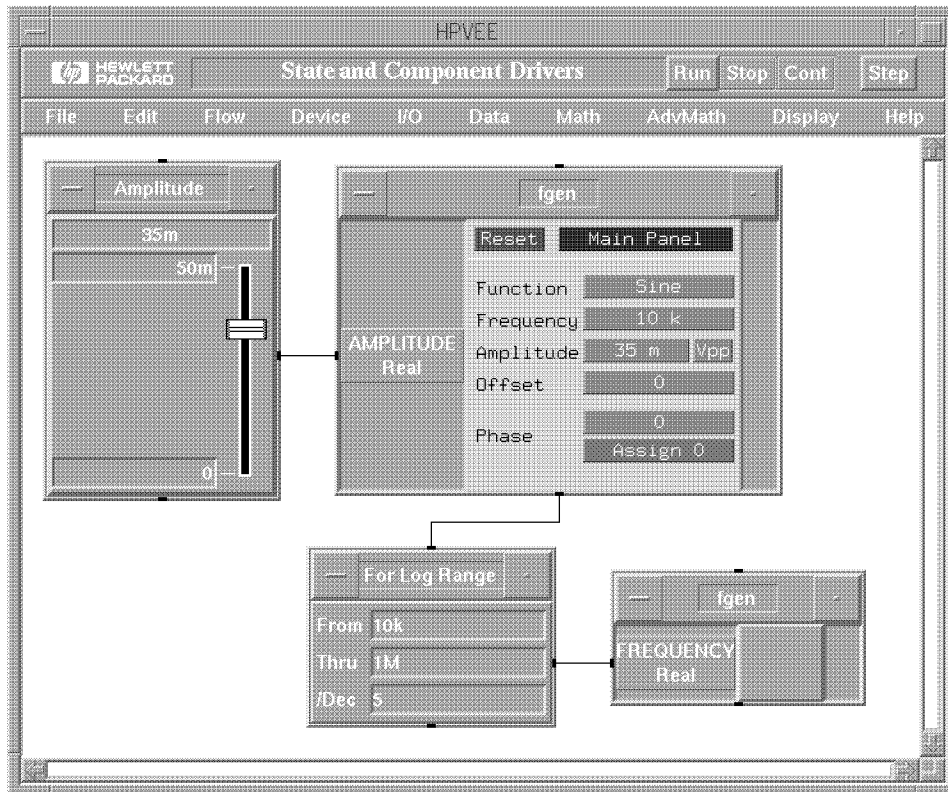 HPVEE
hp HEWLETT PACKARD State and Component Drivers Run Stop Cont Step
File Edit Flow Device I/O Data Math AdvMath Display Help
Amplitude
35m
50m
0
fgen
Reset Main Panel
Function Sine
Frequency 10 k
AMPLITUDE
Real
Amplitude 35 m Vpp
Offset 0
Phase 0
Assign 0
For Log Range
From 10k
Thru 1M
/Dec 5
fgen
FREQUENCY
Real